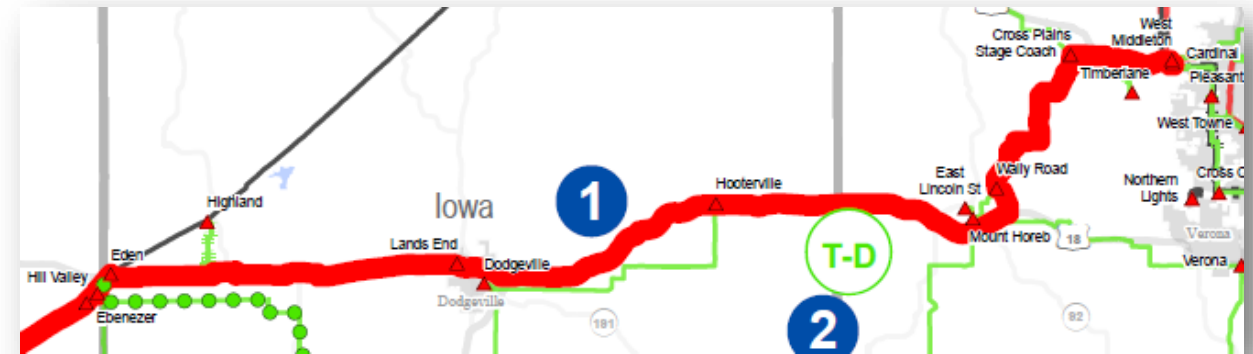 West
Middleton
Cross Plains
Stage Coach
Cardinal
Timberlane
Pleasant
West Towne
Wally Road
East
Lincoln St
Northern
Lights
Cross C
Mount Horeb
18
Verona
Verona
Hooterville
1
Iowa
Highland
Lands End
Dodgeville
Dodgeville
Eden
Hill Valley
Ebenezer
T-D
2
191
92